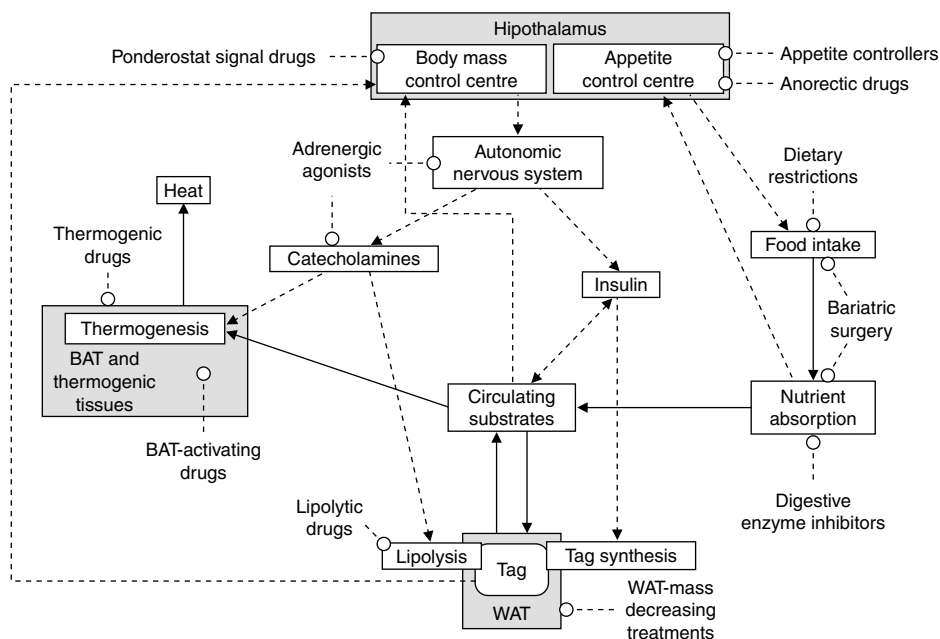 Hipothalamus
Ponderostat signal drugs
Body mass
control centre
Appetite
control centre
Appetite controllers
Anorectic drugs
Adrenergic
agonists
Autonomic
nervous system
Dietary
restrictions
Heat
Thermogenic
drugs
Catecholamines
Food intake
Insulin
Bariatric
surgery
Thermogenesis
BAT and
thermogenic
tissues
Circulating
substrates
Nutrient
absorption
BAT-activating
drugs
Lipolytic
drugs
Digestive
enzyme inhibitors
Lipolysis
Tag
Tag synthesis
WAT
WAT-mass
decreasing
treatments